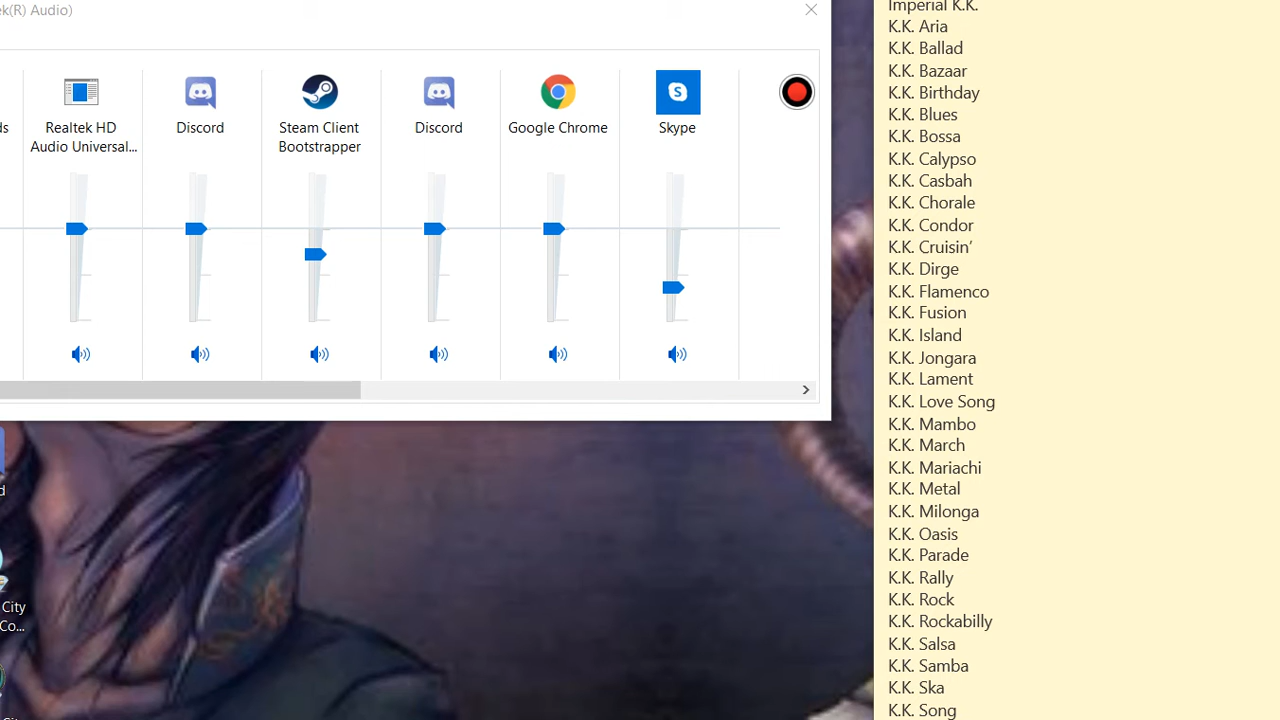 ek(R) Audio)
ds
Realtek HD
Audio Universal...
Discord
Steam Client
Bootstrapper
Discord
Google Chrome
Skype
d
City
Co...
Imperial K.K.
K.K. Aria
K.K. Ballad
K.K. Bazaar
K.K. Birthday
K.K. Blues
K.K. Bossa
K.K. Calypso
K.K. Casbah
K.K. Chorale
K.K. Condor
K.K. Cruisin’
K.K. Dirge
K.K. Flamenco
K.K. Fusion
K.K. Island
K.K. Jongara
K.K. Lament
K.K. Love Song
K.K. Mambo
K.K. March
K.K. Mariachi
K.K. Metal
K.K. Milonga
K.K. Oasis
K.K. Parade
K.K. Rally
K.K. Rock
K.K. Rockabilly
K.K. Salsa
K.K. Samba
K.K. Ska
K.K. Song